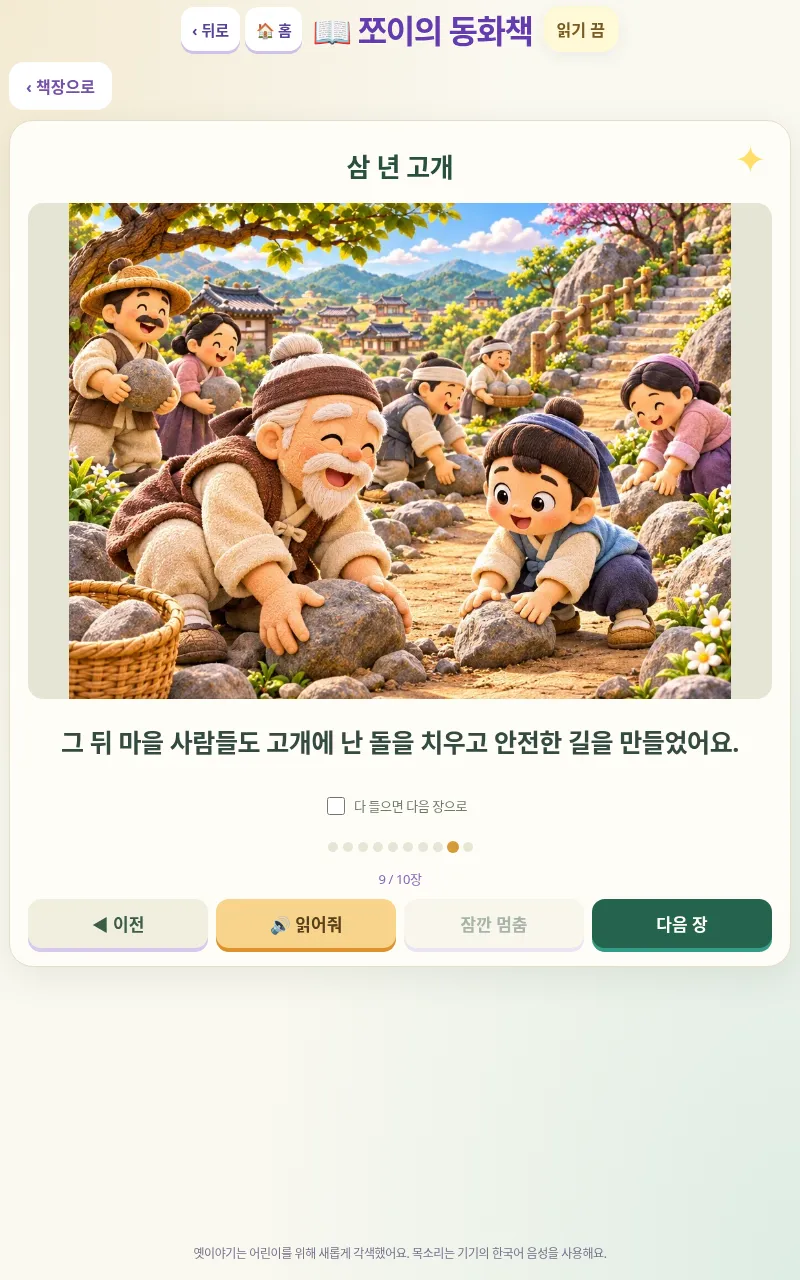 ‹ 뒤로
🏠 홈
📖 쪼이의 동화책
읽기 끝
‹ 책장으로
삼 년 고개
그 뒤 마을 사람들도 고개에 난 돌을 치우고 안전한 길을 만들었어요.
다 들으면 다음 장으로
9 / 10장
◀ 이전
🔊 읽어줘
잠깐 멈춤
다음 장
옛이야기는 어린이를 위해 새롭게 각색했어요. 목소리는 기기의 한국어 음성을 사용해요.